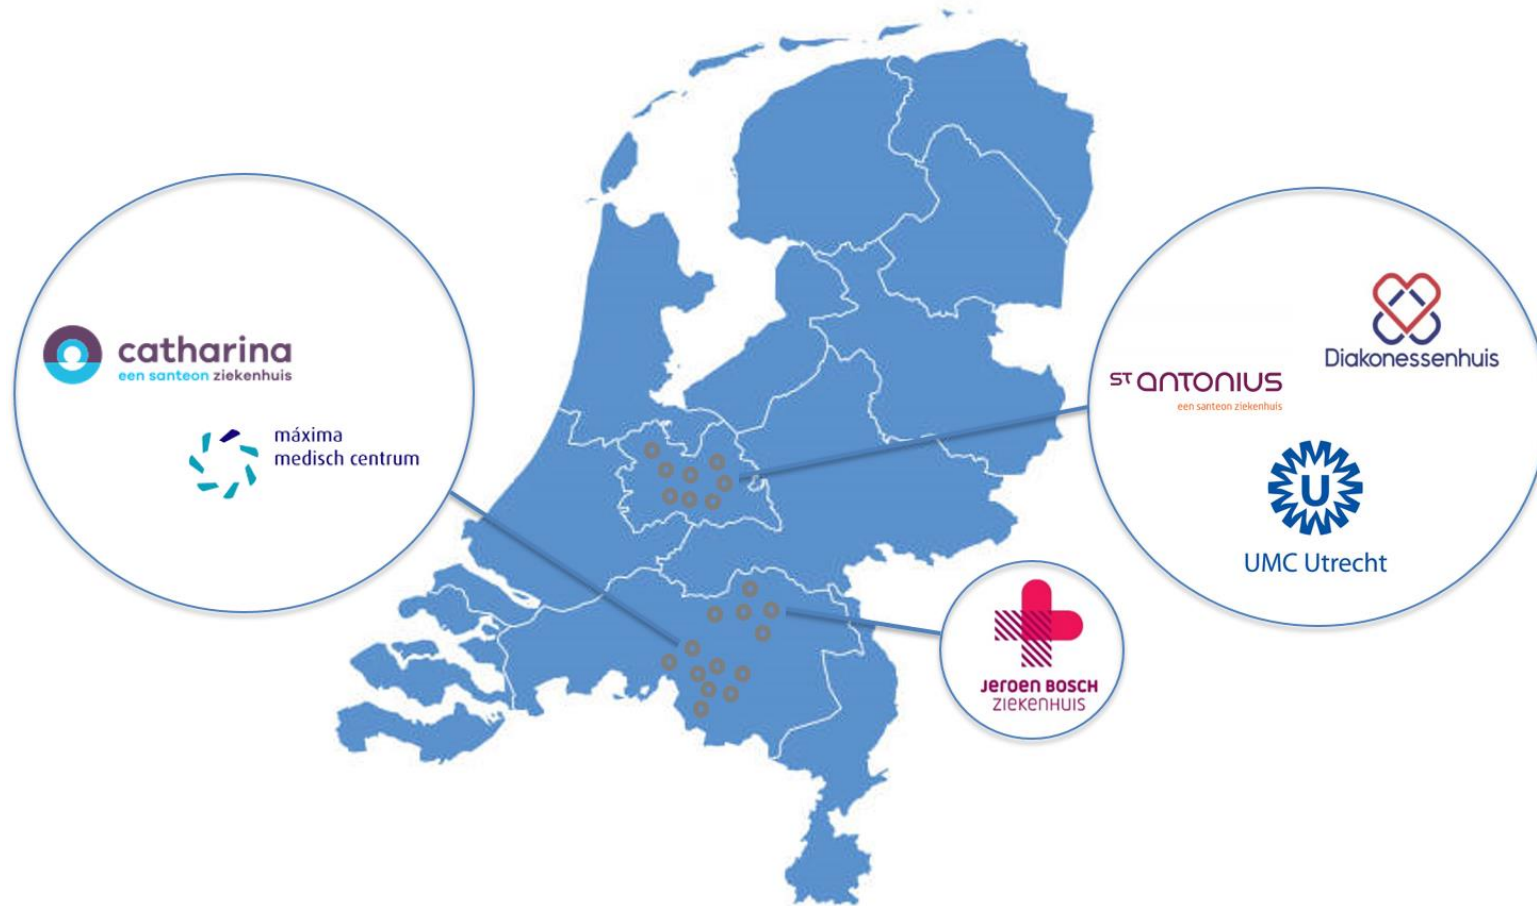 catharina
een santeon ziekenhuis
máxima
medisch centrum
Diakonessenhuis
ST antonius
een santeon ziekenhuis
U
UMC Utrecht
Jeroen Bosch
ZIEKENHUIS